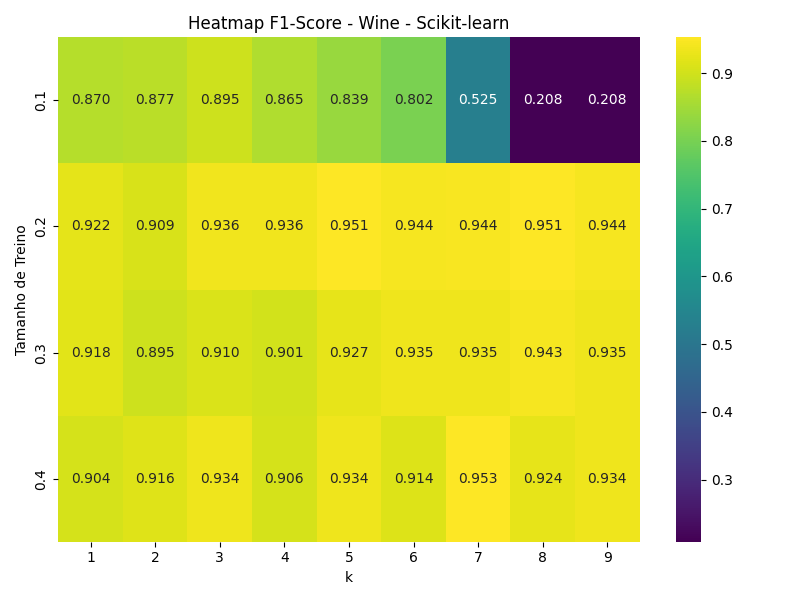 Heatmap F1-Score - Wine - Scikit-learn
Tamanho de Treino
0.1
0.870 0.877 0.895 0.865 0.839 0.802 0.525 0.208 0.208
0.2
0.922 0.909 0.936 0.936 0.951 0.944 0.944 0.951 0.944
0.3
0.918 0.895 0.910 0.901 0.927 0.935 0.935 0.943 0.935
0.4
0.904 0.916 0.934 0.906 0.934 0.914 0.953 0.924 0.934
1 2 3 4 5 6 7 8 9
k
0.9
0.8
0.7
0.6
0.5
0.4
0.3